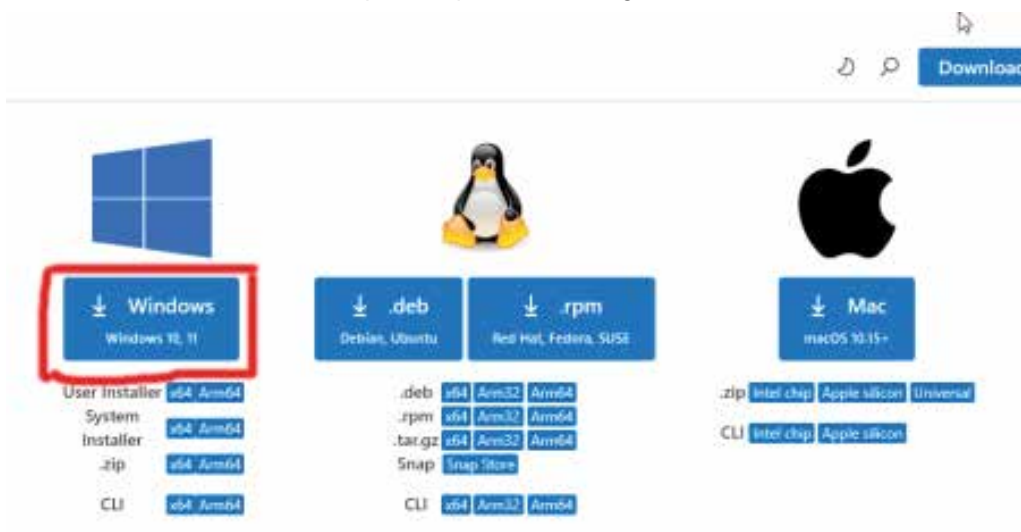 Download
Windows
Windows 10, 11
.deb
Debian, Ubuntu
.rpm
Red Hat, Fedora, SUSE
Mac
macOS 10.15+
User Installer x64 Arm64
System Installer x64 Arm64
.zip x64 Arm64
CLI x64 Arm64
.deb x64 Arm32 Arm64
.rpm x64 Arm32 Arm64
.tar.gz x64 Arm32 Arm64
Snap Snap Store
CLI x64 Arm32 Arm64
.zip Intel chip Apple silicon Universal
CLI Intel chip Apple silicon